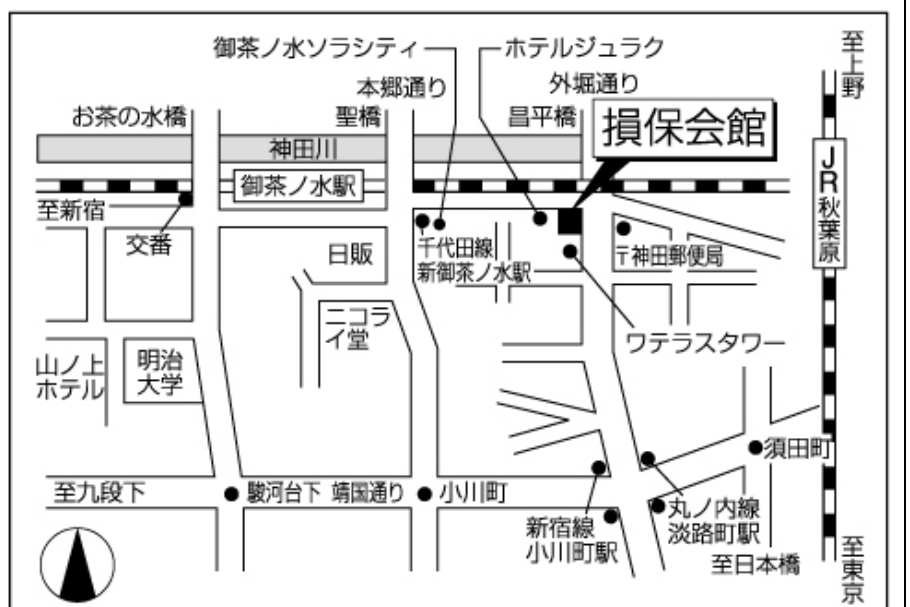 御茶ノ水ソラシティ
ホテルジュラク
至上野
本郷通り
外堀通り
お茶の水橋
聖橋
昌平橋
損保会館
神田川
御茶ノ水駅
JR秋葉原
至新宿
交番
日販
千代田線
新御茶ノ水駅
〒神田郵便局
ニコラ
イ堂
ワテラスタワー
山ノ上
ホテル
明治
大学
須田町
至九段下
駿河台下
靖国通り
小川町
新宿線
小川町駅
丸ノ内線
淡路町駅
至日本橋
至東京